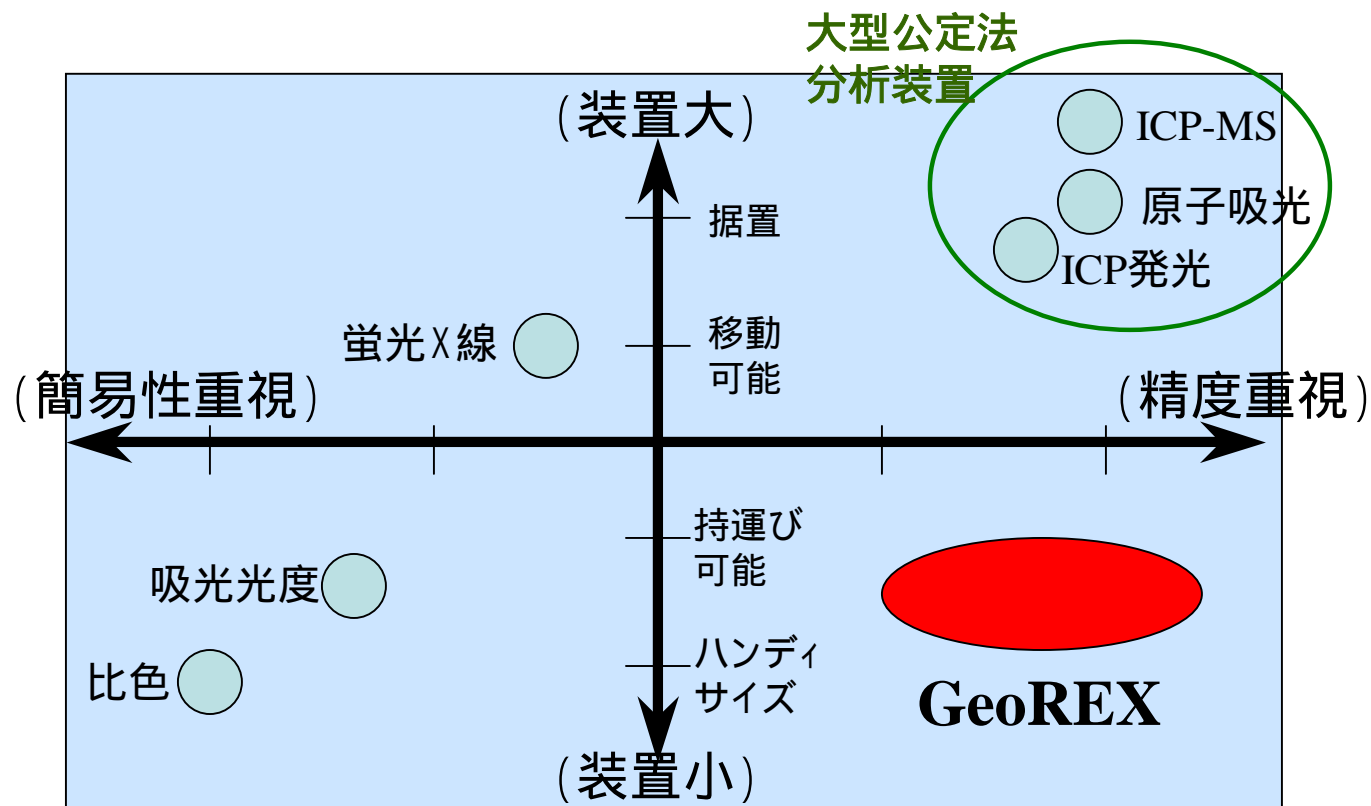 大型公定法
分析装置
(装置大)
ICP-MS
原子吸光
据置
ICP発光
蛍光X線
移動
可能
(簡易性重視)
(精度重視)
持運び
可能
吸光光度
ハンディ
サイズ
比色
GeoREX
(装置小)